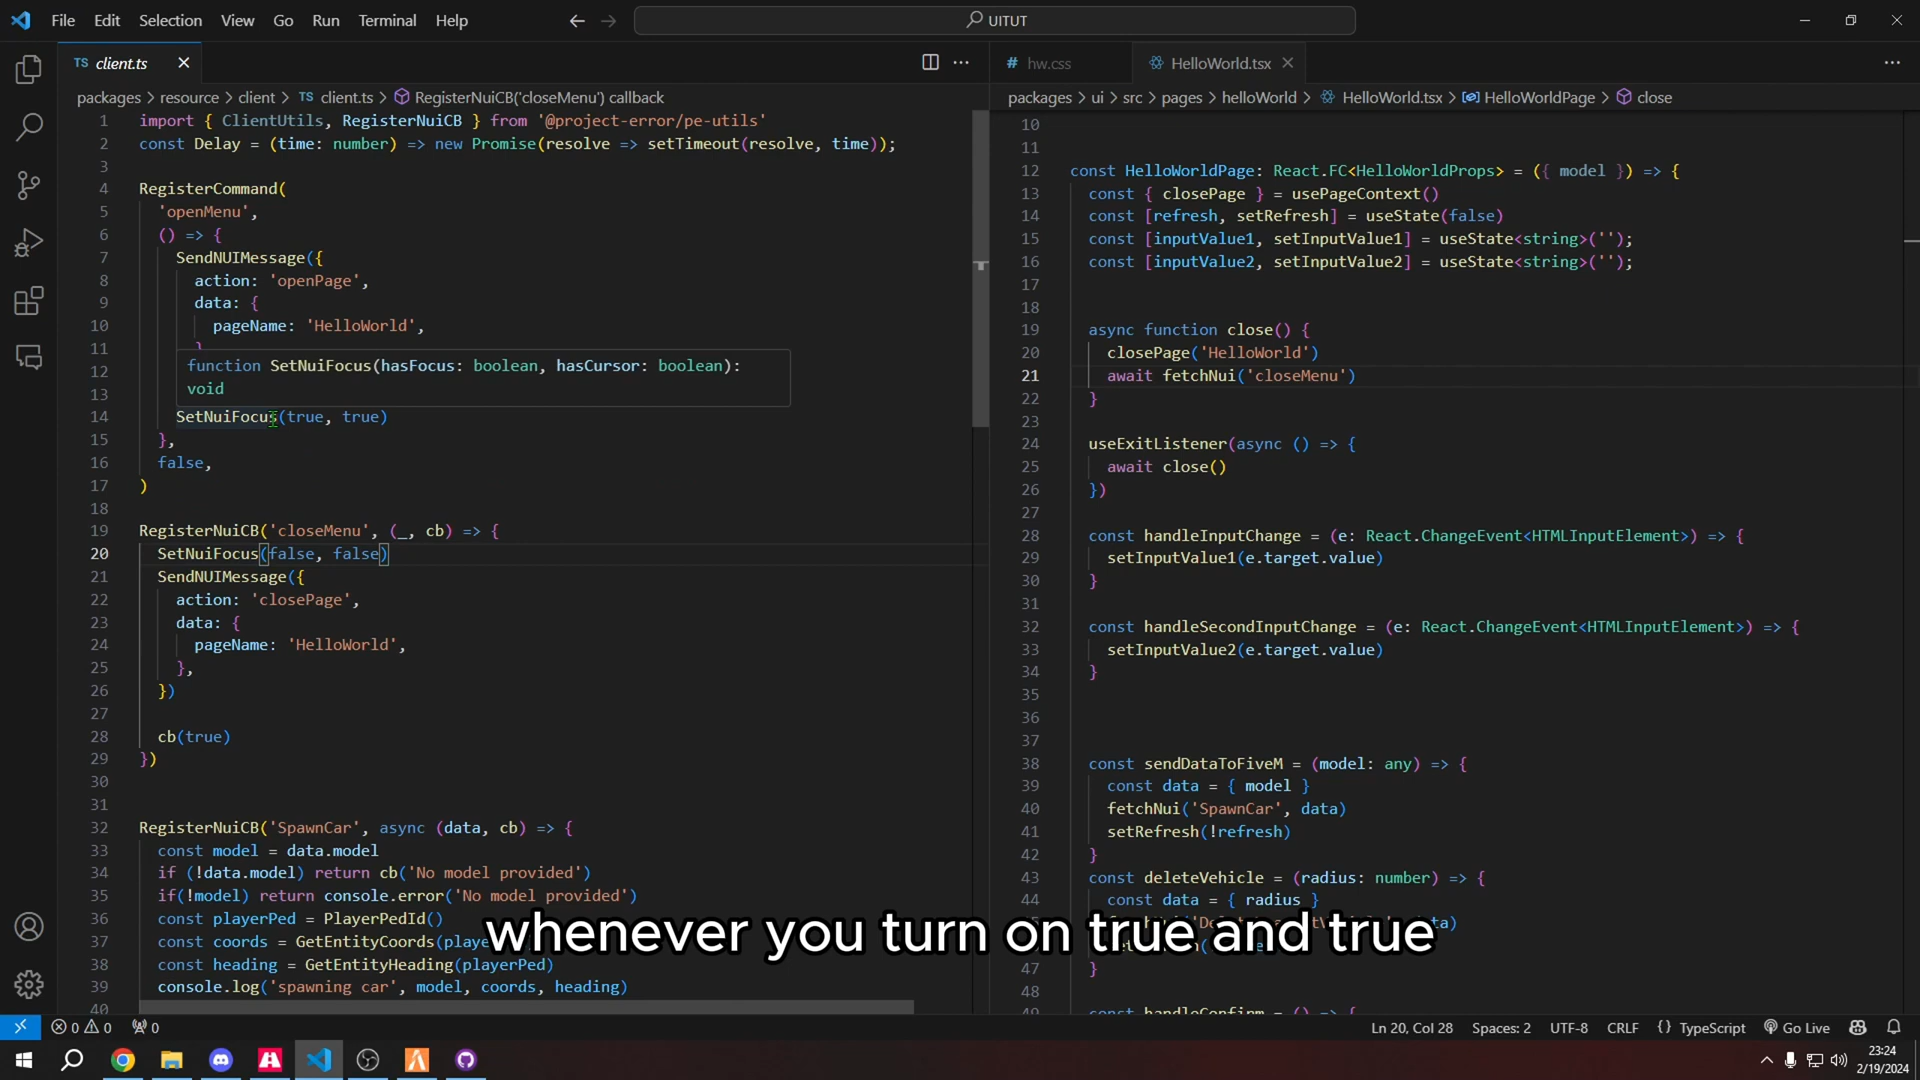 File Edit Selection View Go Run Terminal Help
UITUT
TS client.ts
packages > resource > client > TS client.ts > RegisterNuiCB('closeMenu') callback
1 import { ClientUtils, RegisterNuiCB } from '@project-error/pe-utils'
2 const Delay = (time: number) => new Promise(resolve => setTimeout(resolve, time));
3
4 RegisterCommand(
5 'openMenu',
6 () => {
7 SendNUIMessage({
8 action: 'openPage',
9 data: {
10 pageName: 'HelloWorld',
11
12
13
function SetNuiFocus(hasFocus: boolean, hasCursor: boolean):
void
14 SetNuiFocus(true, true)
15 },
16 false,
17 )
18
19 RegisterNuiCB('closeMenu', (_, cb) => {
20 SetNuiFocus(false, false)
21 SendNUIMessage({
22 action: 'closePage',
23 data: {
24 pageName: 'HelloWorld',
25 },
26 })
27
28 cb(true)
29 })
30
31
32 RegisterNuiCB('SpawnCar', async (data, cb) => {
33 const model = data.model
34 if (!data.model) return cb('No model provided')
35 if(!model) return console.error('No model provided')
36 const playerPed = PlayerPedId()
37 const coords = GetEntityCoords(playe
38 const heading = GetEntityHeading(playerPed)
39 console.log('spawning car', model, coords, heading)
40
# hw.css HelloWorld.tsx
packages > ui > src > pages > helloWorld > HelloWorld.tsx > HelloWorldPage > close
10
11
12 const HelloWorldPage: React.FC<HelloWorldProps> = ({ model }) => {
13 const { closePage } = usePageContext()
14 const [refresh, setRefresh] = useState(false)
15 const [inputValue1, setInputValue1] = useState<string>('');
16 const [inputValue2, setInputValue2] = useState<string>('');
17
18
19 async function close() {
20 closePage('HelloWorld')
21 await fetchNui('closeMenu')
22 }
23
24 useExitListener(async () => {
25 await close()
26 })
27
28 const handleInputChange = (e: React.ChangeEvent<HTMLInputElement>) => {
29 setInputValue1(e.target.value)
30 }
31
32 const handleSecondInputChange = (e: React.ChangeEvent<HTMLInputElement>) => {
33 setInputValue2(e.target.value)
34 }
35
36
37
38 const sendDataToFiveM = (model: any) => {
39 const data = { model }
40 fetchNui('SpawnCar', data)
41 setRefresh(!refresh)
42 }
43 const deleteVehicle = (radius: number) => {
44 const data = { radius }
47 }
48
49 const handleConfirm = () => {
whenever you turn on true and true
0 0 0
Ln 20, Col 28 Spaces: 2 UTF-8 CRLF {} TypeScript Go Live
23:24
2/19/2024